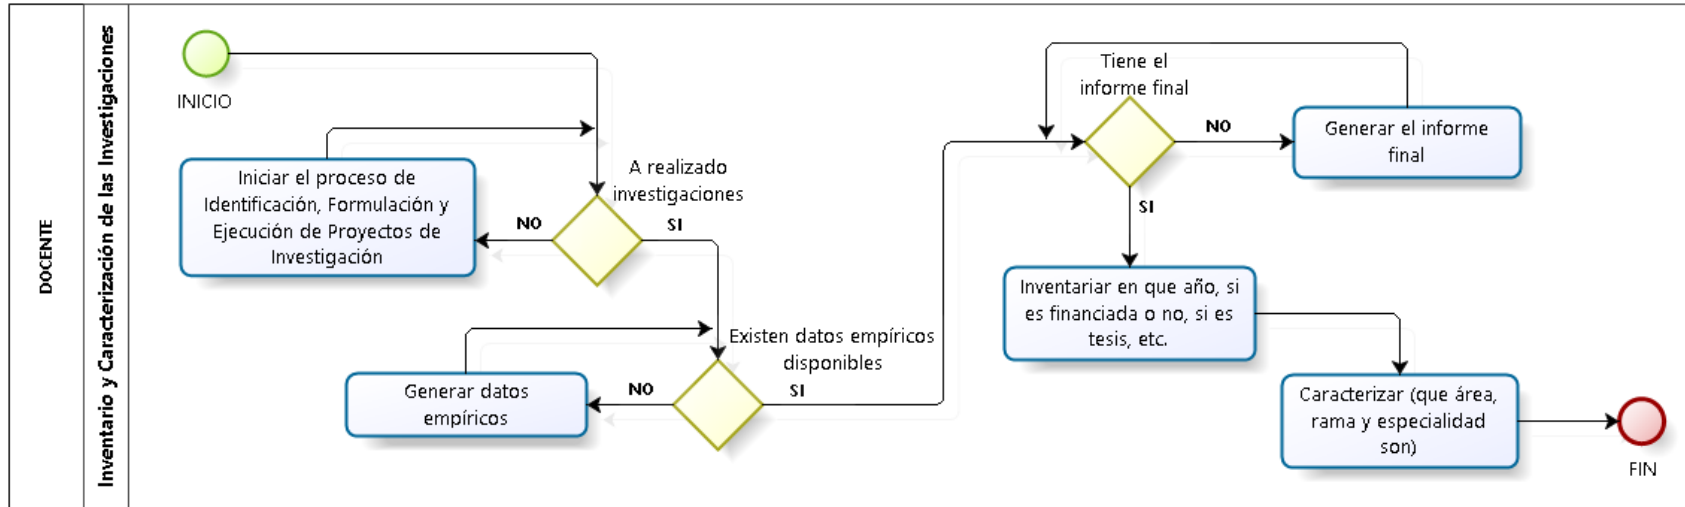 DOCENTE
Inventario y Caracterización de las Investigaciones
INICIO
Iniciar el proceso de
Identificación, Formulación y
Ejecución de Proyectos de
Investigación
A realizado
investigaciones
NO
SI
Generar datos
empíricos
Existen datos empíricos
disponibles
NO
SI
Tiene el
informe final
NO
SI
Generar el informe
final
Inventariar en que año, si
es financiada o no, si es
tesis, etc.
Caracterizar (que área,
rama y especialidad
son)
FIN